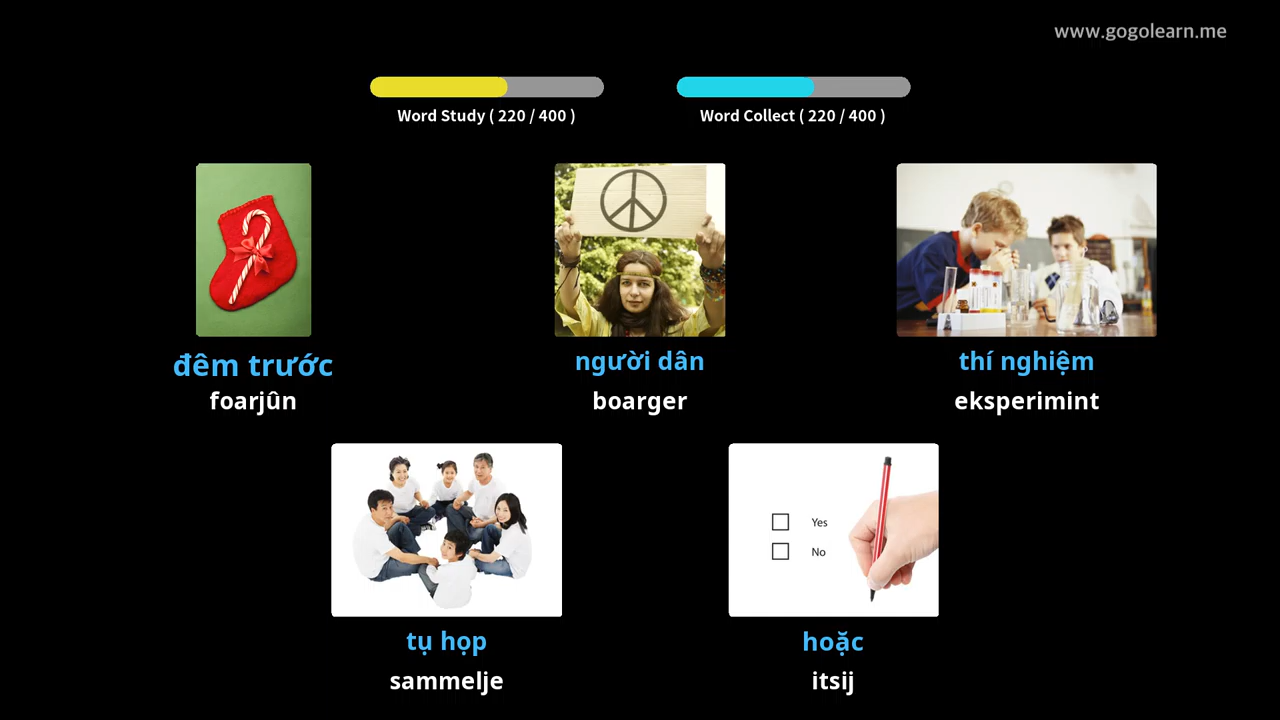 www.gogolearn.me
Word Study ( 220 / 400 )
Word Collect ( 220 / 400 )
đêm trước
foarjûn
người dân
boarger
thí nghiệm
eksperimint
tụ họp
sammelje
Yes
No
hoặc
itsij